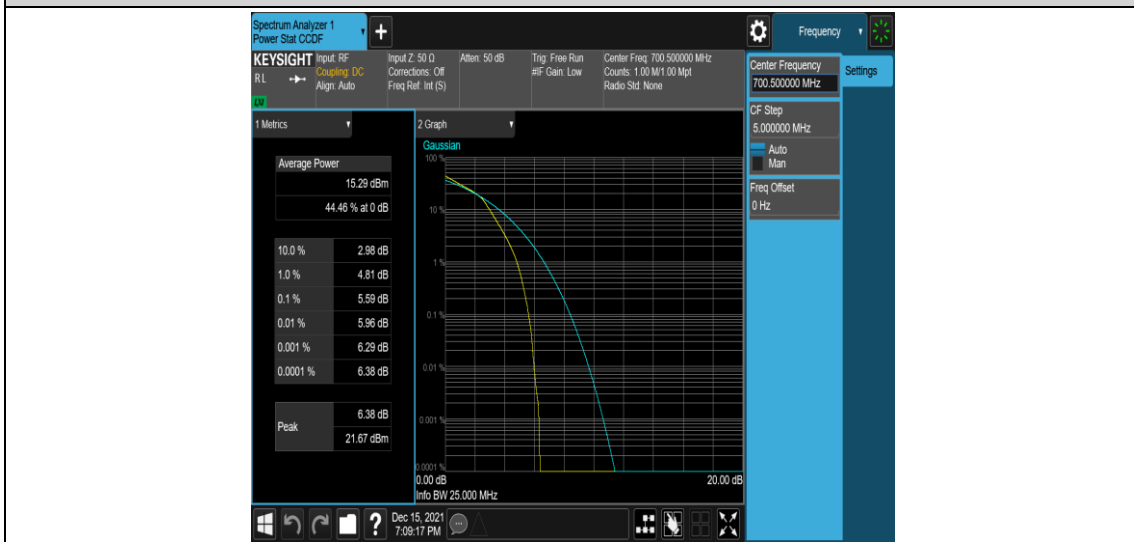 Spectrum Analyzer 1
Power Stat CCDF
+
Frequency
KEYSIGHT
RL
LXI
Input: RF
Coupling: DC
Align: Auto
Input Z: 50 Ω
Corrections: Off
Freq Ref: Int (S)
Atten: 50 dB
Trig: Free Run
#IF Gain: Low
Center Freq: 700.500000 MHz
Counts: 1.00 M/1.00 Mpt
Radio Std: None
Center Frequency
700.500000 MHz
Settings
CF Step
5.000000 MHz
Auto
Man
Freq Offset
0 Hz
1 Metrics
Average Power
15.29 dBm
44.46 % at 0 dB
10.0 % 2.98 dB
1.0 % 4.81 dB
0.1 % 5.59 dB
0.01 % 5.96 dB
0.001 % 6.29 dB
0.0001 % 6.38 dB
Peak
6.38 dB
21.67 dBm
2 Graph
Gaussian
100 %
10 %
1 %
0.1 %
0.01 %
0.001 %
0.0001 %
0.00 dB 20.00 dB
Info BW 25.000 MHz
?
Dec 15, 2021
7:09:17 PM